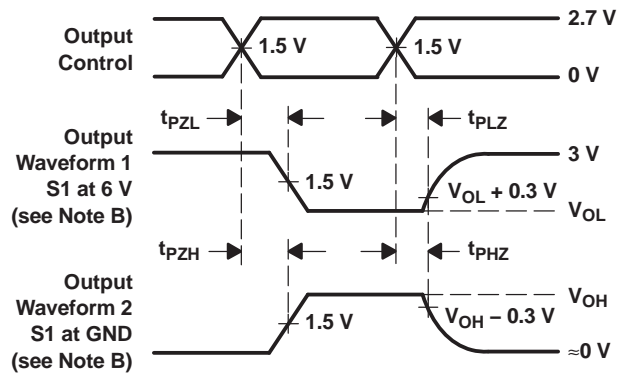 Output
Control
1.5 V
1.5 V
2.7 V
0 V
tPZL
tPLZ
Output
Waveform 1
S1 at 6 V
(see Note B)
1.5 V
3 V
VOL + 0.3 V
VOL
tPZH
tPHZ
Output
Waveform 2
S1 at GND
(see Note B)
1.5 V
VOH
VOH – 0.3 V
≈0 V